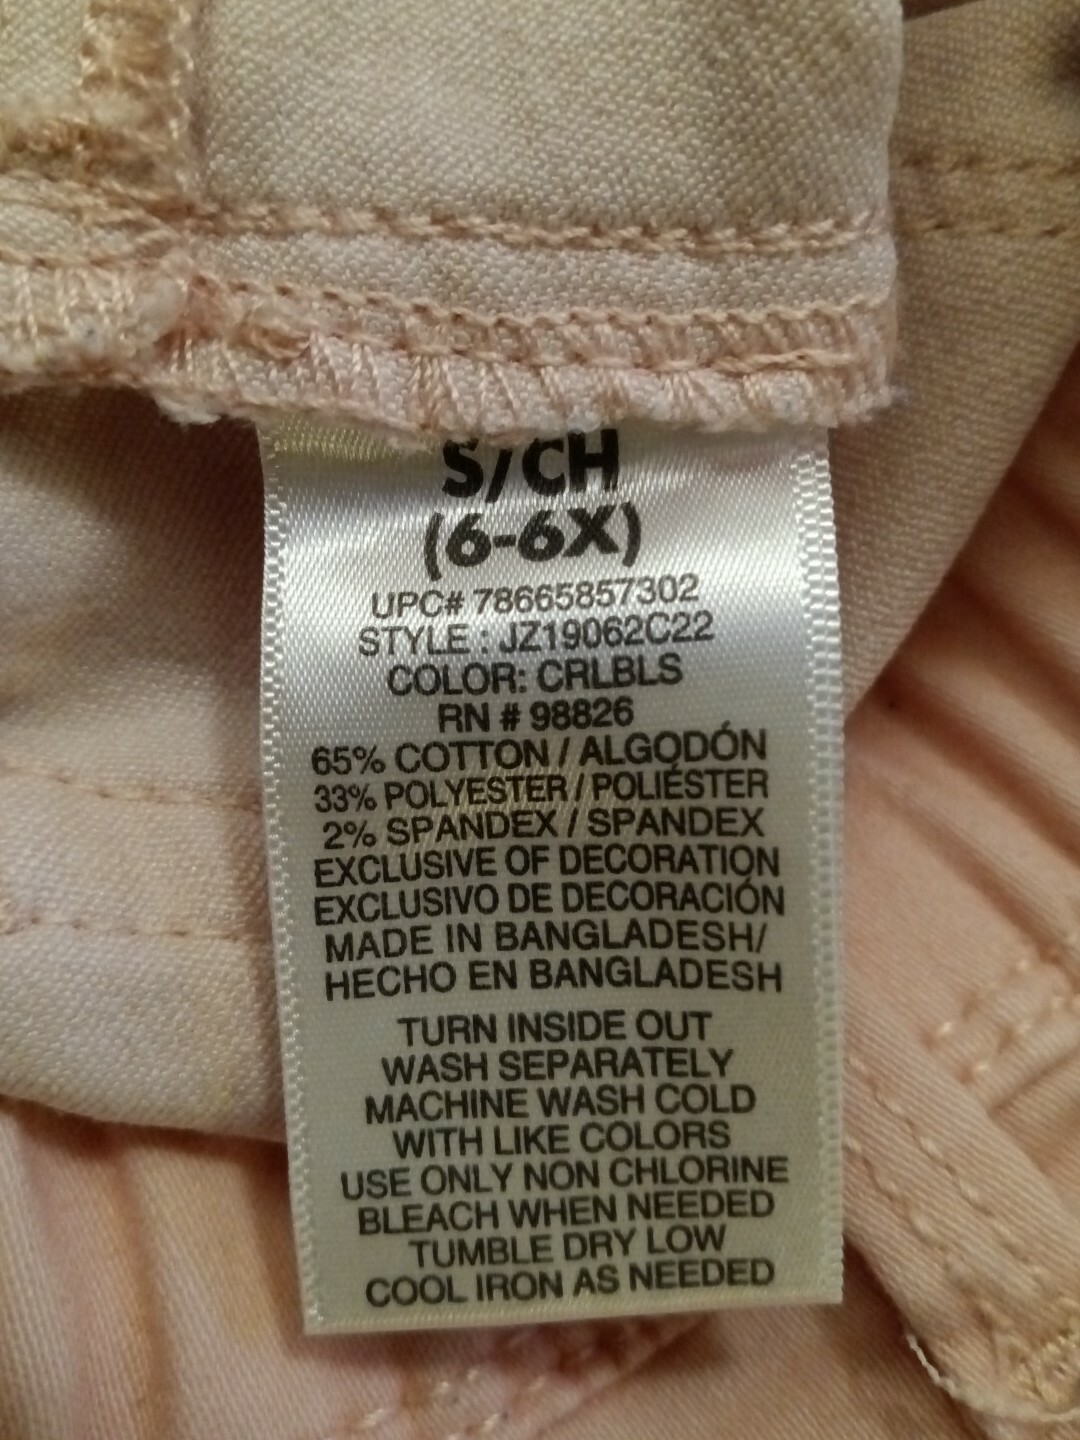 S/CH
(6-6X)
UPC# 78665857302
STYLE : JZ19062C22
COLOR: CRLBLS
RN # 98826
65% COTTON / ALGODÓN
33% POLYESTER / POLIÉSTER
2% SPANDEX / SPANDEX
EXCLUSIVE OF DECORATION
EXCLUSIVO DE DECORACIÓN
MADE IN BANGLADESH/
HECHO EN BANGLADESH
TURN INSIDE OUT
WASH SEPARATELY
MACHINE WASH COLD
WITH LIKE COLORS
USE ONLY NON CHLORINE
BLEACH WHEN NEEDED
TUMBLE DRY LOW
COOL IRON AS NEEDED